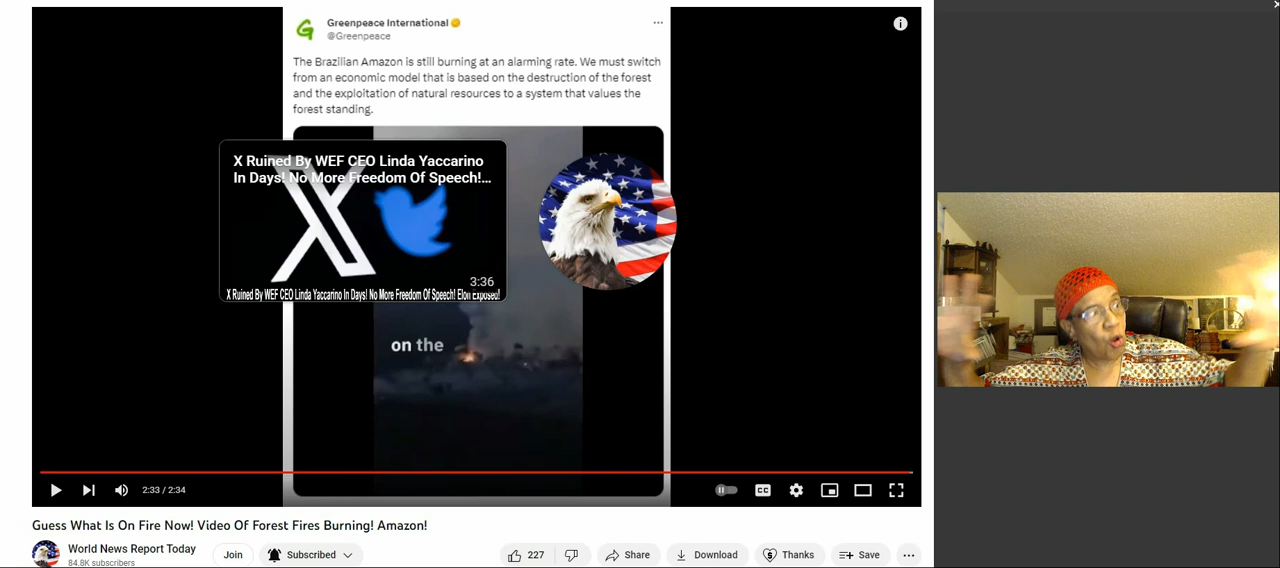 Greenpeace International
@Greenpeace
The Brazilian Amazon is still burning at an alarming rate. We must switch
from an economic model that is based on the destruction of the forest
and the exploitation of natural resources to a system that values the
forest standing.
X Ruined By WEF CEO Linda Yaccarino
In Days! No More Freedom Of Speech!...
3:36
X Ruined By WEF CEO Linda Yaccarino In Days! No More Freedom Of Speech! Elon Exposed!
on the
2:33 / 2:34
CC
Guess What Is On Fire Now! Video Of Forest Fires Burning! Amazon!
World News Report Today
84.8K subscribers
Join
Subscribed
227
Share
Download
Thanks
Save